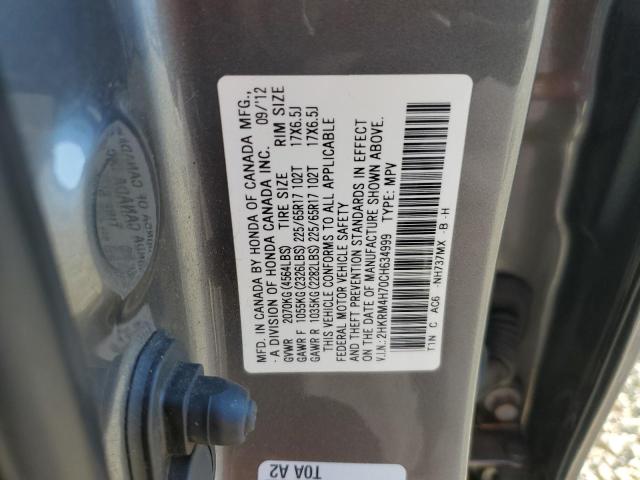 MFD. IN CANADA BY HONDA OF CANADA MFG.,
A DIVISION OF HONDA CANADA INC. 09/'12
GVWR 2070KG (4564LBS) TIRE SIZE RIM SIZE
GAWR F 1055KG(2326LBS) 225/65R17 102T 17X6.5J
GAWR R 1035KG(2282LBS) 225/65R17 102T 17X6.5J
THIS VEHICLE CONFORMS TO ALL APPLICABLE
FEDERAL MOTOR VEHICLE SAFETY
AND THEFT PREVENTION STANDARDS IN EFFECT
ON THE DATE OF MANUFACTURE SHOWN ABOVE.
V.I.N.:2HKRM4H70CH634999 TYPE: MPV
T1N C AC6 -NH737MX -B -H
T0A A2